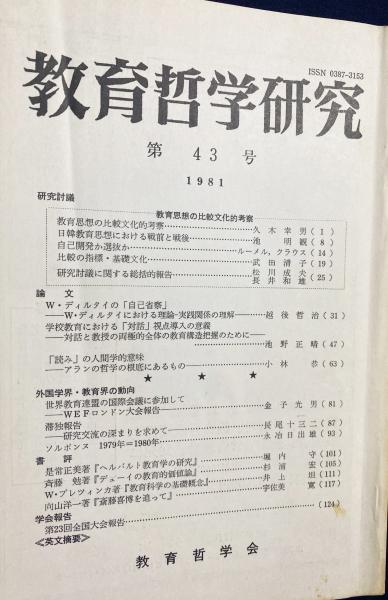 ISSN 0387-3153
教育哲学研究
第 43 号
1981
研究討議
教育思想の比較文化的考察
教育思想の比較文化的考察……………………久 木 幸 男 ( 1 )
日韓教育思想における戦前と戦後……………………池 明 観 ( 8 )
自己開発か選抜か……………………ルーメル, クラウス ( 14 )
比較の指標・基礎文化……………………武 田 清 子 ( 19 )
研究討議に関する総括的報告……………………松 川 成 夫
長 井 和 雄 ( 25 )
論 文
W・ディルタイの「自己省察」
――W・ディルタイにおける理論-実践関係の理解――……越 後 哲 治 ( 31 )
学校教育における「対話」視点導入の意義
――対話と教授の両極的全体の教育構造把握のために――
……………………池 野 正 晴 ( 47 )
「読み」の人間学的意味
――アランの哲学の根底にあるもの――……………………小 林 恭 ( 63 )
★ ★ ★
外国学界・教育界の動向
世界教育連盟の国際会議に参加して
――WEFロンドン大会報告――……………………金 子 光 男 ( 81 )
滞独報告
――研究交流の深まりを求めて――……………………長 尾 十 三 二 ( 87 )
ソルボンヌ 1979年=1980年……………………永 冶 日 出 雄 ( 93 )
書 評
是常正美著『ヘルバルト教育学の研究』……………………堀 内 守 (101)
斉藤 勉著『デューイの教育的価値論』……………………杉 浦 宏 (105)
W・ブレツィンカ著『教育科学の基礎概念』……………………井 上 坦 (111)
向山洋一著『斎藤喜博を追って』……………………宇佐美 寛 (117)
学会報告
第23回全国大会報告……………………(124)
≪英文摘要≫
教 育 哲 学 会